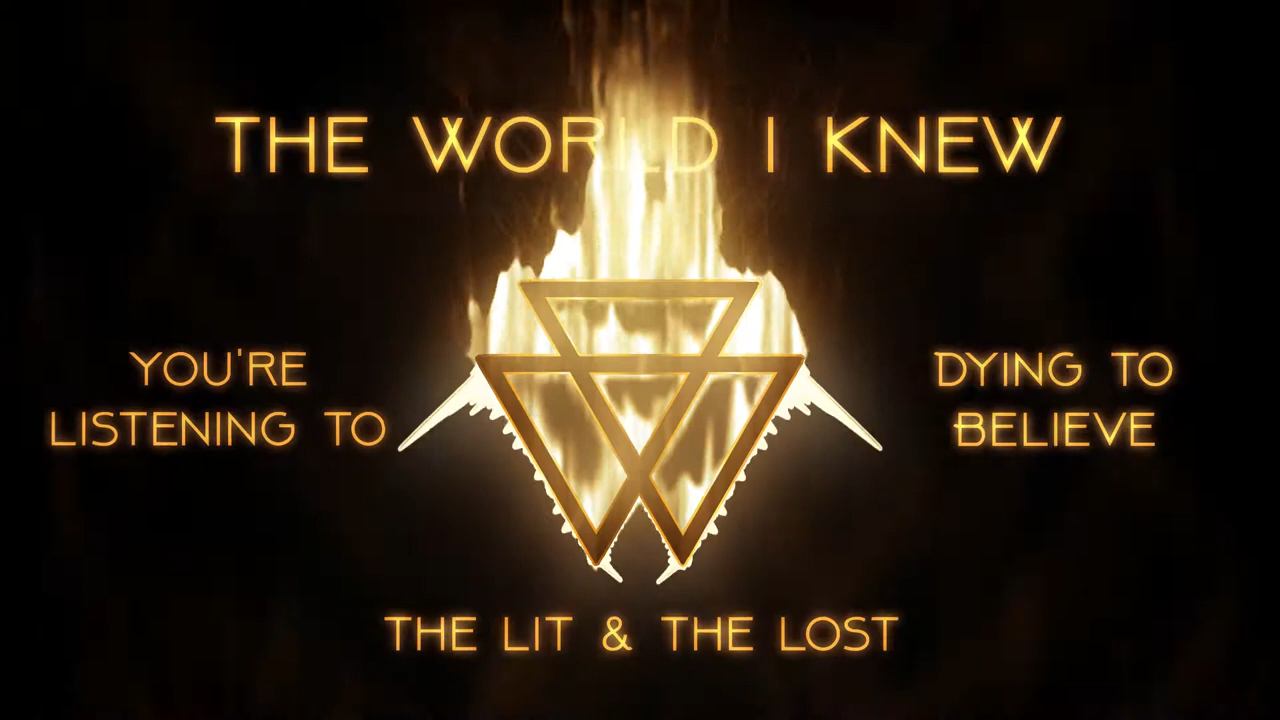 THE WORLD I KNEW
YOU'RE
LISTENING TO
DYING TO
BELIEVE
THE LIT & THE LOST